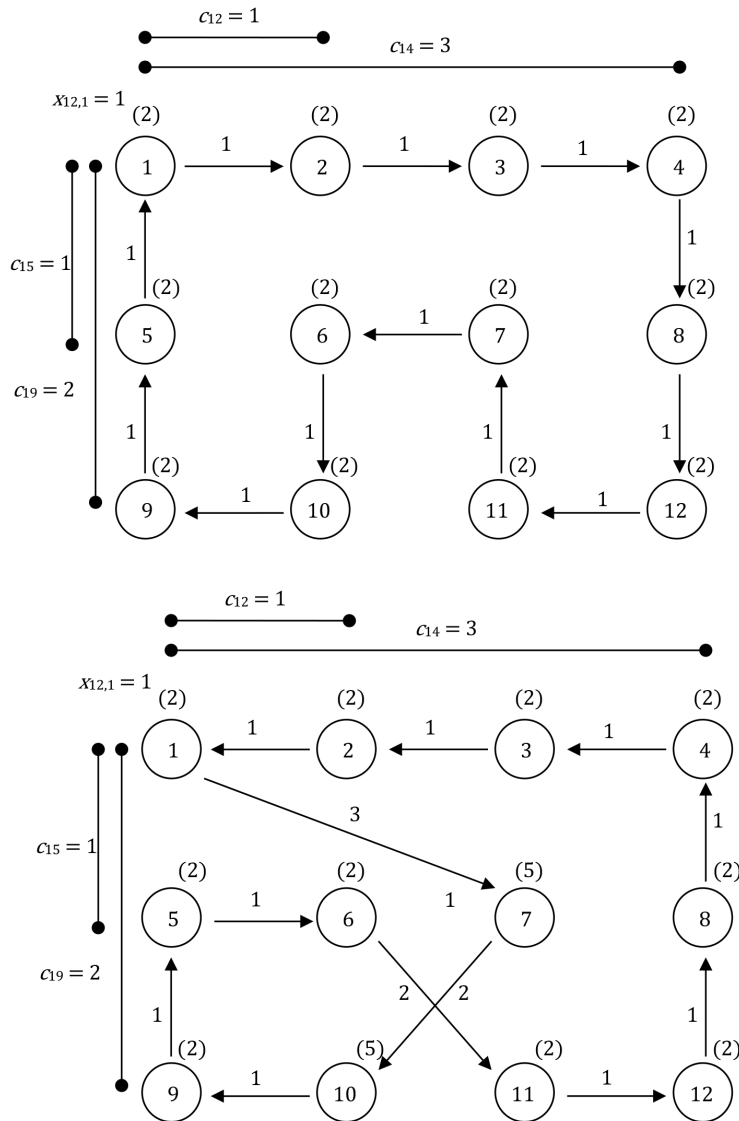 c12 = 1
c14 = 3
x12,1 = 1
(2) (2) (2) (2)
1 1 2 1 3 1 4
1 1
c15 = 1
(2) (2) (2) (2)
5 6 1 7 8
c19 = 2
1 1 1 1
(2) (2) (2) (2)
9 1 10 11 1 12
c12 = 1
c14 = 3
x12,1 = 1
(2) (2) (2) (2)
1 1 2 1 3 1 4
3
1
c15 = 1
(2) (2) (5) (2)
5 1 6 1 7 8
c19 = 2
2 2
1 1
(2) (5) (2) (2)
9 1 10 11 1 12